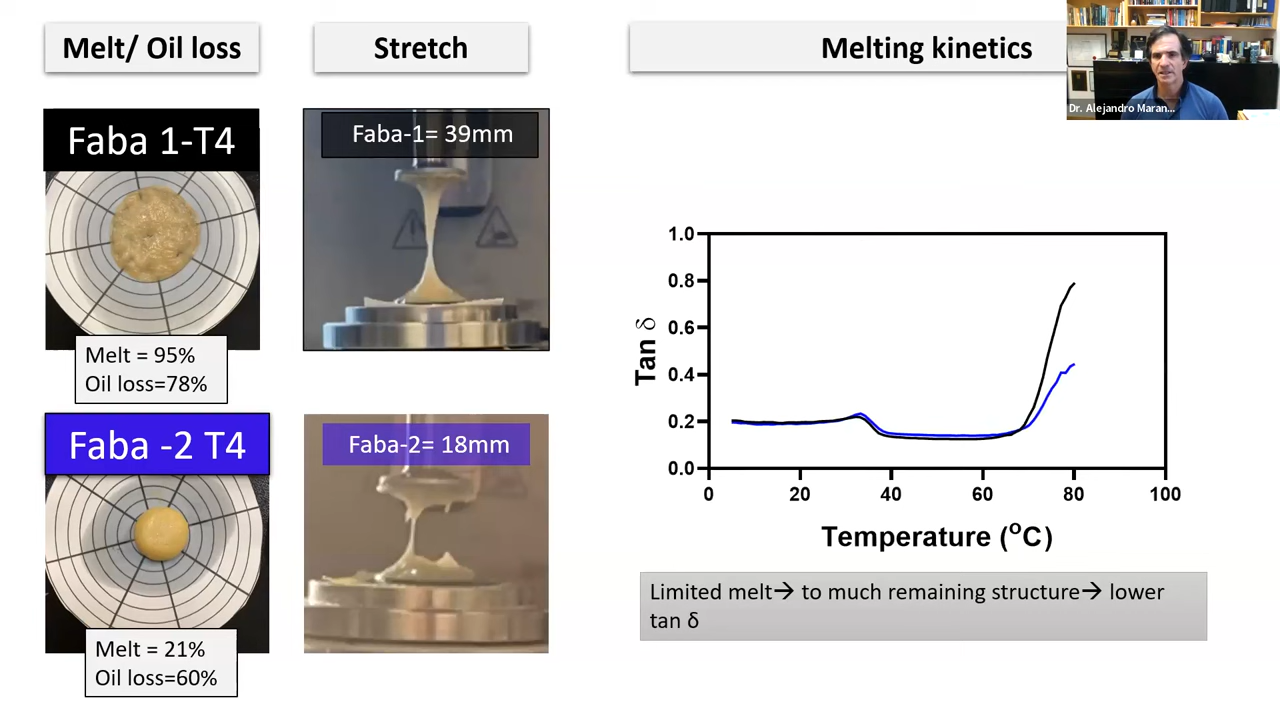 Melt/ Oil loss
Stretch
Melting kinetics
Dr. Alejandro Maran...
Faba 1-T4
Faba-1= 39mm
Melt = 95%
Oil loss=78%
Faba -2 T4
Faba-2= 18mm
Melt = 21%
Oil loss=60%
Tan δ
1.0
0.8
0.6
0.4
0.2
0.0
0 20 40 60 80 100
Temperature (°C)
Limited melt→ to much remaining structure→ lower
tan δ